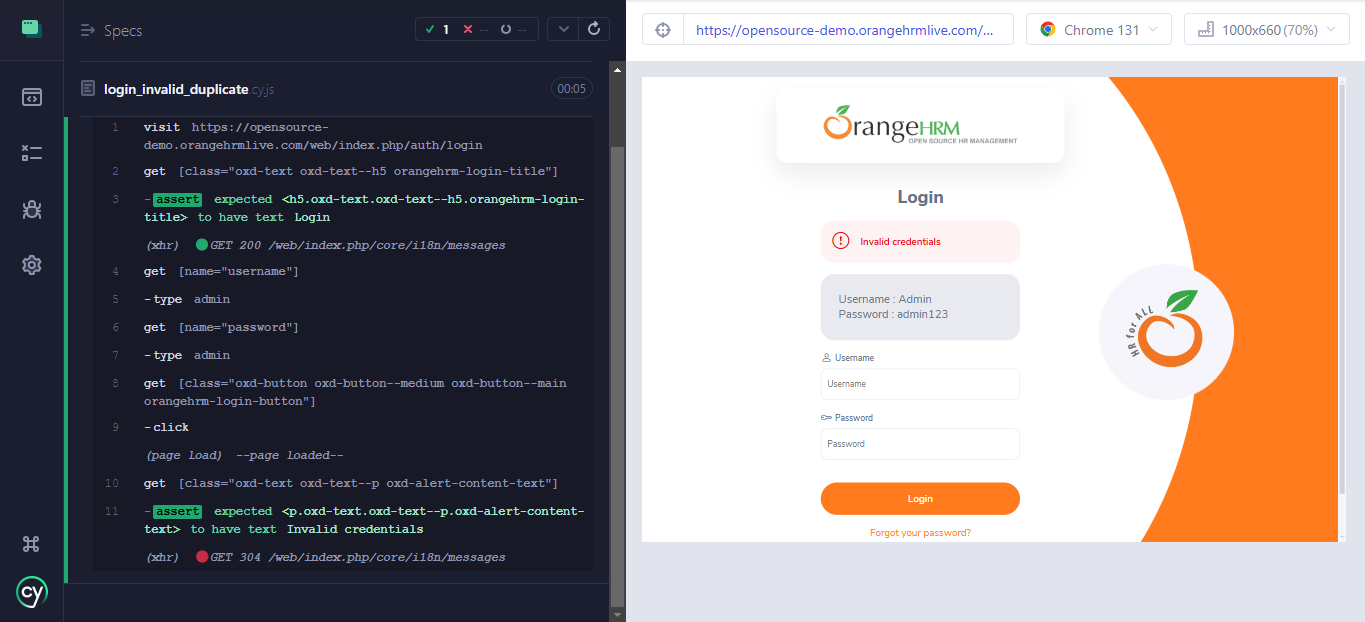 Specs
1
--
--
login_invalid_duplicate.cy.js
00:05
1 visit https://opensource-
demo.orangehrmlive.com/web/index.php/auth/login
2 get [class="oxd-text oxd-text--h5 orangehrm-login-title"]
3 -assert expected <h5.oxd-text.oxd-text--h5.orangehrm-login-
title> to have text Login
(xhr) GET 200 /web/index.php/core/i18n/messages
4 get [name="username"]
5 -type admin
6 get [name="password"]
7 -type admin
8 get [class="oxd-button oxd-button--medium oxd-button--main
orangehrm-login-button"]
9 -click
(page load) --page loaded--
10 get [class="oxd-text oxd-text--p oxd-alert-content-text"]
11 -assert expected <p.oxd-text.oxd-text--p.oxd-alert-content-
text> to have text Invalid credentials
(xhr) GET 304 /web/index.php/core/i18n/messages
cy
https://opensource-demo.orangehrmlive.com/...
Chrome 131
1000x660 (70%)
OrangeHRM
OPEN SOURCE HR MANAGEMENT
Login
Invalid credentials
Username : Admin
Password : admin123
Username
Username
Password
Password
Login
Forgot your password?
HR for ALL